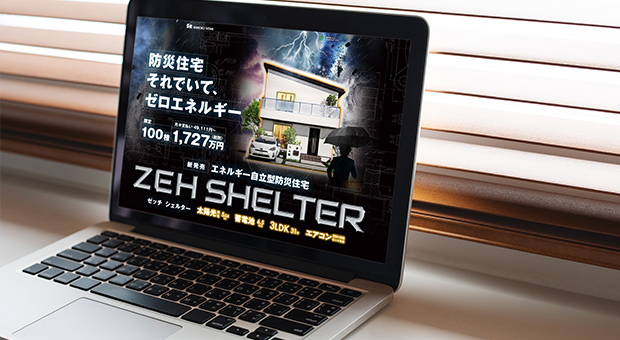 防災住宅
それでいて、
ゼロエネルギー
限定
100棟 1,727万円
新発売 エネルギー自立型防災住宅
ZEH SHELTER
ゼッチ シェルター 太陽光 蓄電池 3LDK エアコン